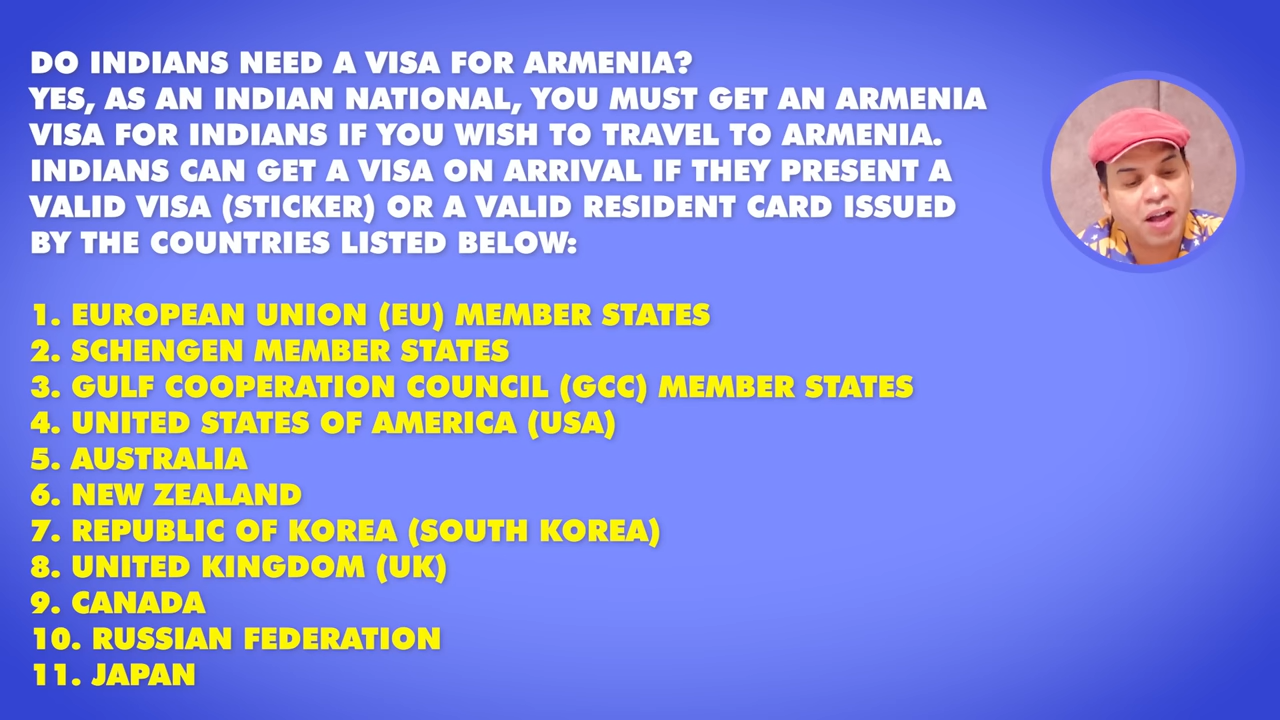 DO INDIANS NEED A VISA FOR ARMENIA?
YES, AS AN INDIAN NATIONAL, YOU MUST GET AN ARMENIA
VISA FOR INDIANS IF YOU WISH TO TRAVEL TO ARMENIA.
INDIANS CAN GET A VISA ON ARRIVAL IF THEY PRESENT A
VALID VISA (STICKER) OR A VALID RESIDENT CARD ISSUED
BY THE COUNTRIES LISTED BELOW:
1. EUROPEAN UNION (EU) MEMBER STATES
2. SCHENGEN MEMBER STATES
3. GULF COOPERATION COUNCIL (GCC) MEMBER STATES
4. UNITED STATES OF AMERICA (USA)
5. AUSTRALIA
6. NEW ZEALAND
7. REPUBLIC OF KOREA (SOUTH KOREA)
8. UNITED KINGDOM (UK)
9. CANADA
10. RUSSIAN FEDERATION
11. JAPAN